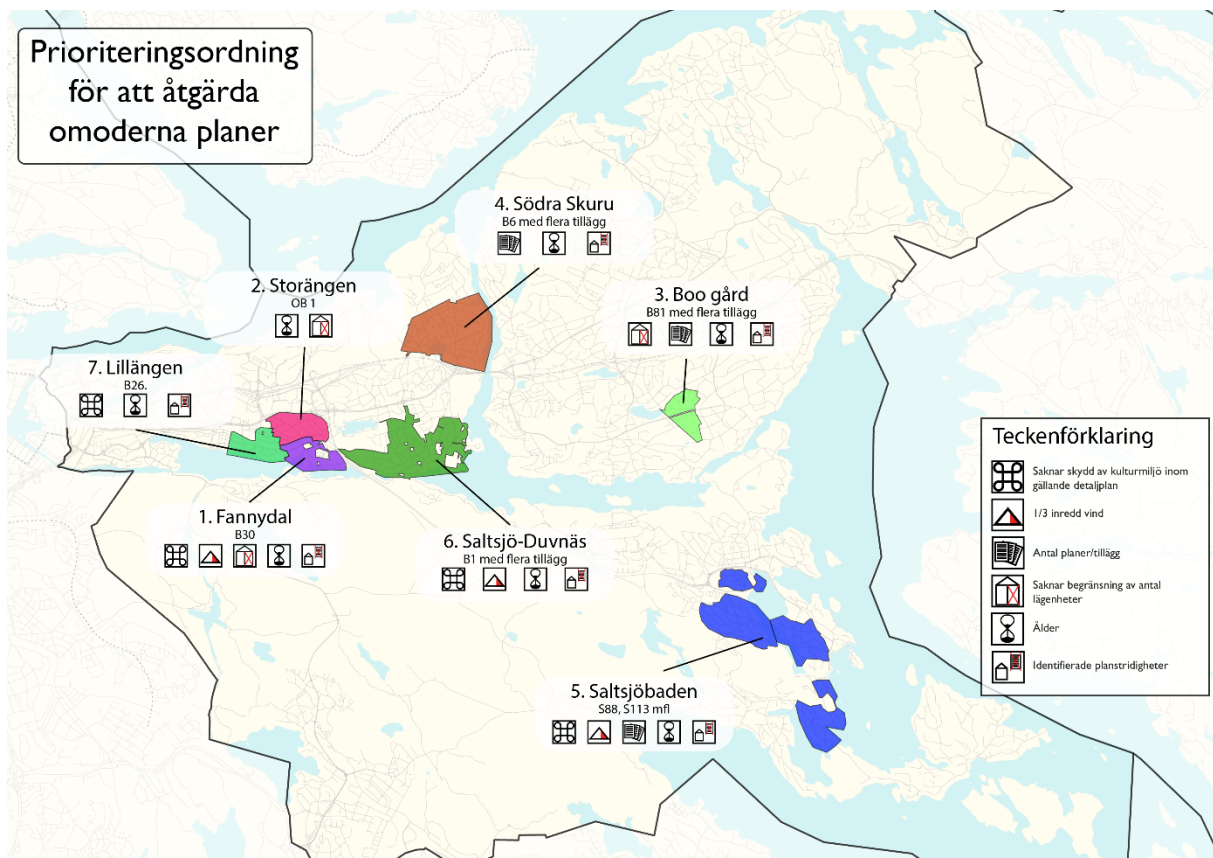 Prioriteringsordning
för att åtgärda
omoderna planer
4. Södra Skuru
B6 med flera tillägg
2. Storängen
OB 1
3. Boo gård
B81 med flera tillägg
7. Lillängen
B26.
1. Fannydal
B30
6. Saltsjö-Duvnäs
B1 med flera tillägg
5. Saltsjöbaden
S88, S113 mfl
Teckenförklaring
Saknar skydd av kulturmiljö inom
gällande detaljplan
1/3 inredd vind
Antal planer/tillägg
Saknar begränsning av antal
lägenheter
Ålder
Identifierade planstridigheter